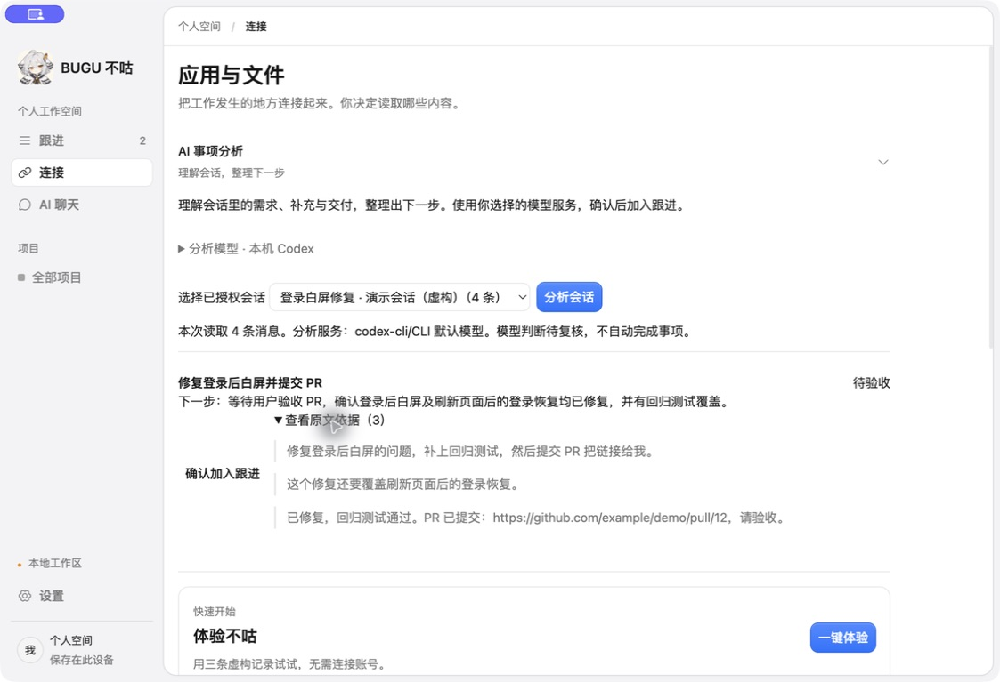 个人空间 / 连接
BUGU 不咕
个人工作空间
跟进 2
连接
AI 聊天
项目
全部项目
本地工作区
设置
我
个人空间
保存在此设备
应用与文件
把工作发生的地方连接起来。你决定读取哪些内容。
AI 事项分析
理解会话，整理下一步
理解会话里的需求、补充与交付，整理出下一步。使用你选择的模型服务，确认后加入跟进。
分析模型 · 本机 Codex
选择已授权会话 登录白屏修复 · 演示会话（虚构）（4 条） 分析会话
本次读取 4 条消息。分析服务：codex-cli/CLI 默认模型。模型判断待复核，不自动完成事项。
修复登录后白屏并提交 PR 待验收
下一步：等待用户验收 PR，确认登录后白屏及刷新页面后的登录恢复均已修复，并有回归测试覆盖。
查看原文依据（3）
修复登录后白屏的问题，补上回归测试，然后提交 PR 把链接给我。
确认加入跟进
这个修复还要覆盖刷新页面后的登录恢复。
已修复，回归测试通过。PR 已提交：https://github.com/example/demo/pull/12，请验收。
快速开始
体验不咕
一键体验
用三条虚构记录试试，无需连接账号。